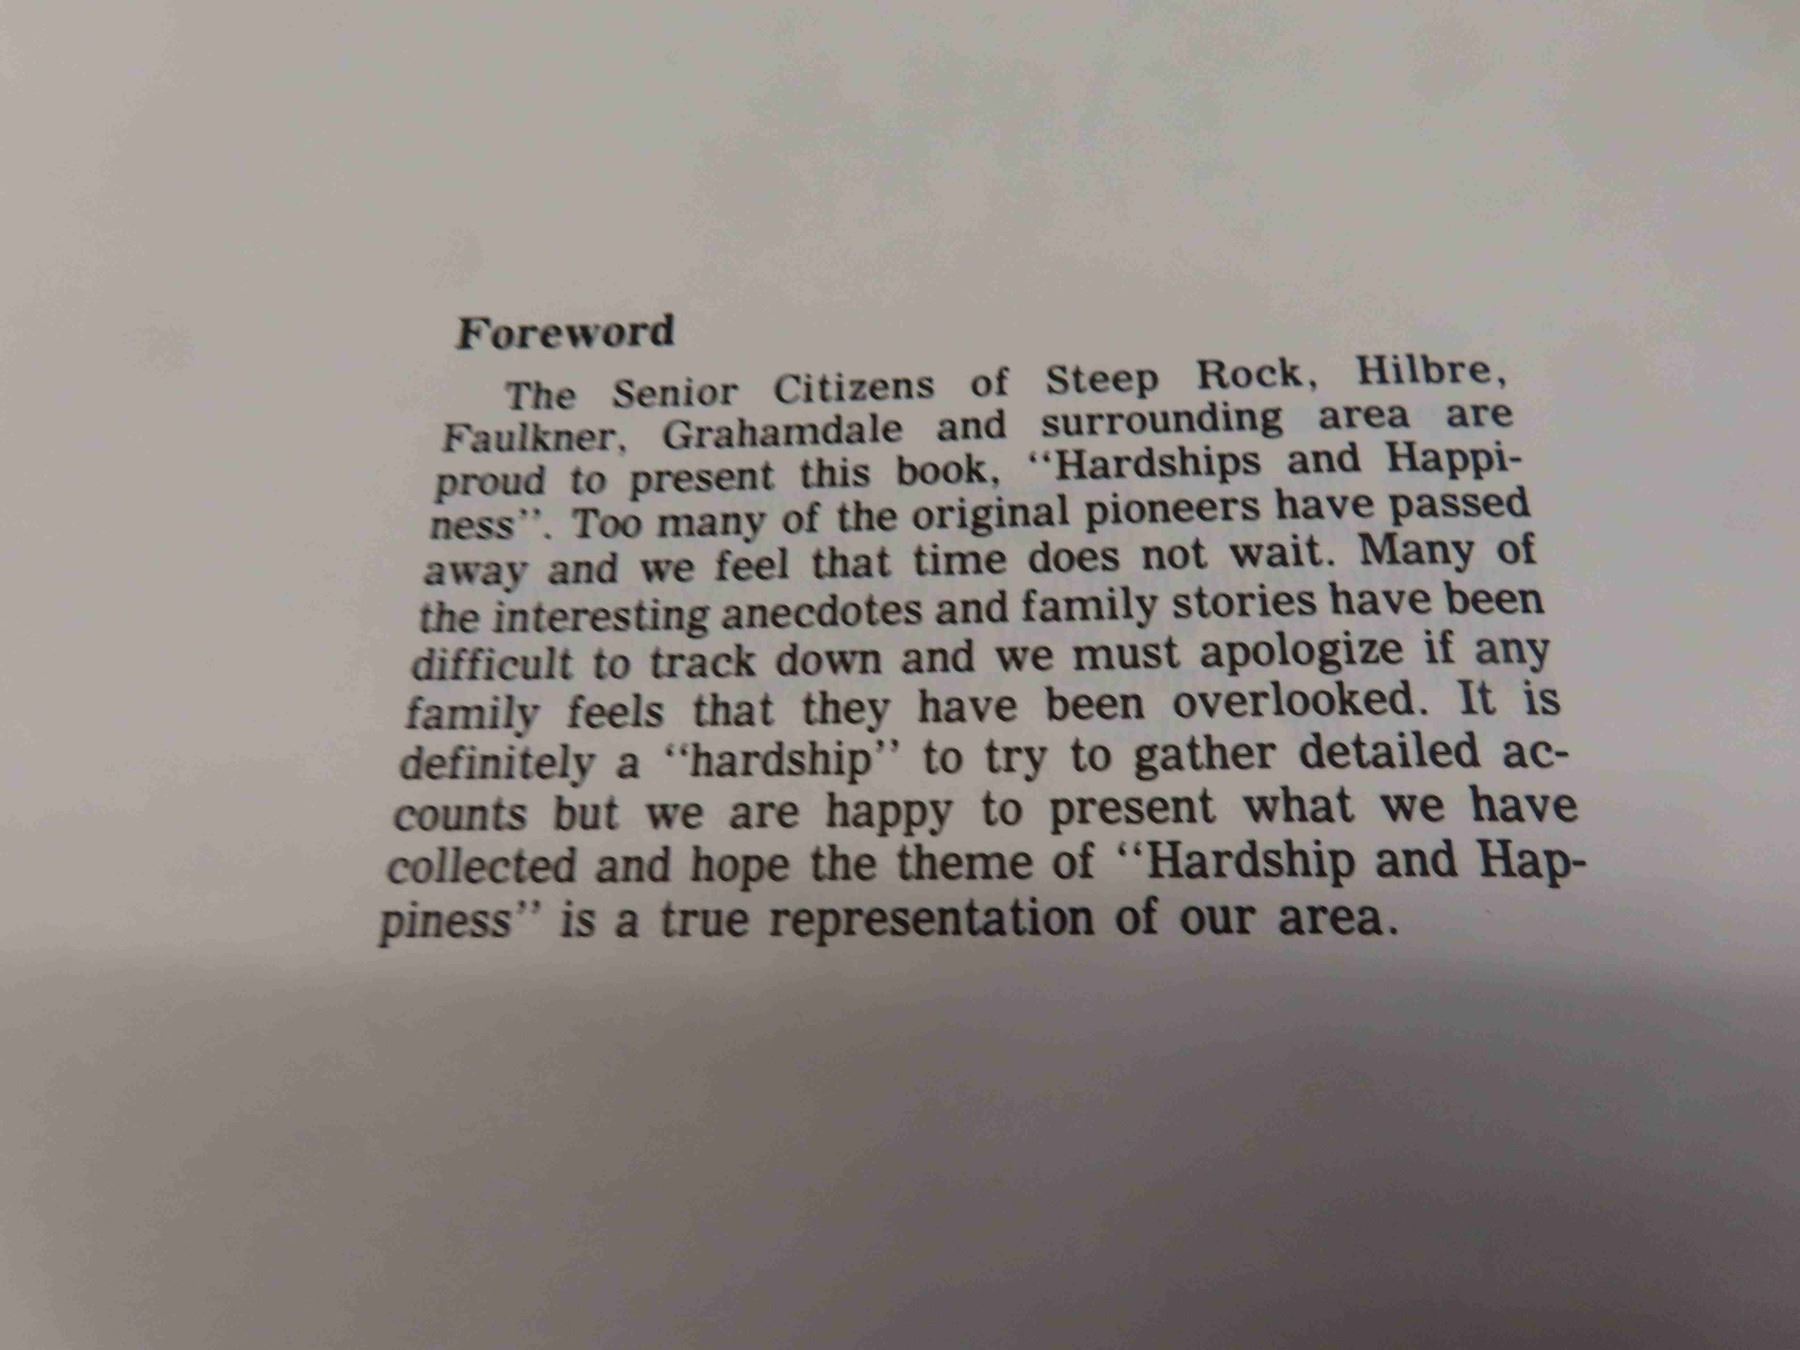 Foreword
The Senior Citizens of Steep Rock, Hilbre,
Faulkner, Grahamdale and surrounding area are
proud to present this book, “Hardships and Happi-
ness”. Too many of the original pioneers have passed
away and we feel that time does not wait. Many of
the interesting anecdotes and family stories have been
difficult to track down and we must apologize if any
family feels that they have been overlooked. It is
definitely a “hardship” to try to gather detailed ac-
counts but we are happy to present what we have
collected and hope the theme of “Hardship and Hap-
piness” is a true representation of our area.